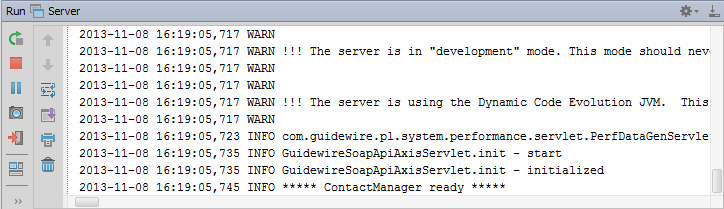 Run Server
2013-11-08 16:19:05,717 WARN
2013-11-08 16:19:05,717 WARN !!! The server is in "development" mode. This mode should nev
2013-11-08 16:19:05,717 WARN
2013-11-08 16:19:05,717 WARN
2013-11-08 16:19:05,717 WARN !!! The server is using the Dynamic Code Evolution JVM.  This
2013-11-08 16:19:05,717 WARN
2013-11-08 16:19:05,723 INFO com.guidewire.pl.system.performance.servlet.PerfDataGenServlet
2013-11-08 16:19:05,735 INFO GuidewireSoapApiAxisServlet.init - start
2013-11-08 16:19:05,735 INFO GuidewireSoapApiAxisServlet.init - initialized
2013-11-08 16:19:05,745 INFO ***** ContactManager ready *****